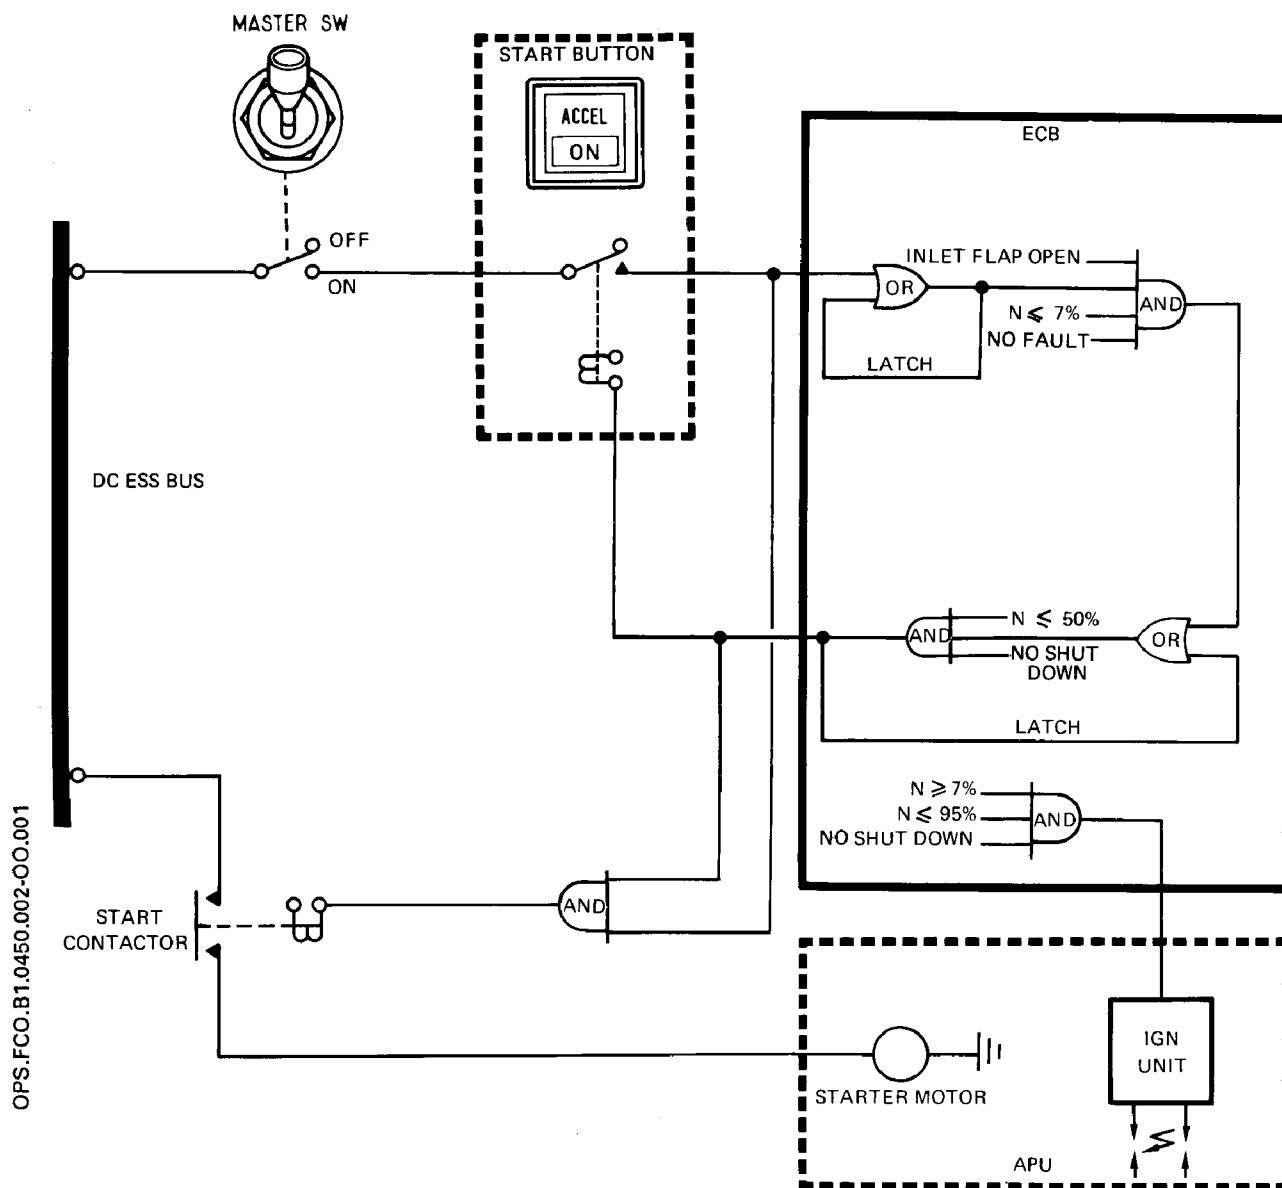 MASTER SW
START BUTTON
ACCEL
ON
ECB
OFF
ON
INLET FLAP OPEN
OR
AND
N ⩽ 7%
NO FAULT
LATCH
DC ESS BUS
N ⩽ 50%
AND
OR
NO SHUT
DOWN
LATCH
N ⩾ 7%
N ⩽ 95%
AND
NO SHUT DOWN
AND
START
CONTACTOR
IGN
UNIT
STARTER MOTOR
APU
OPS.FCO.B1.0450.002-OO.001